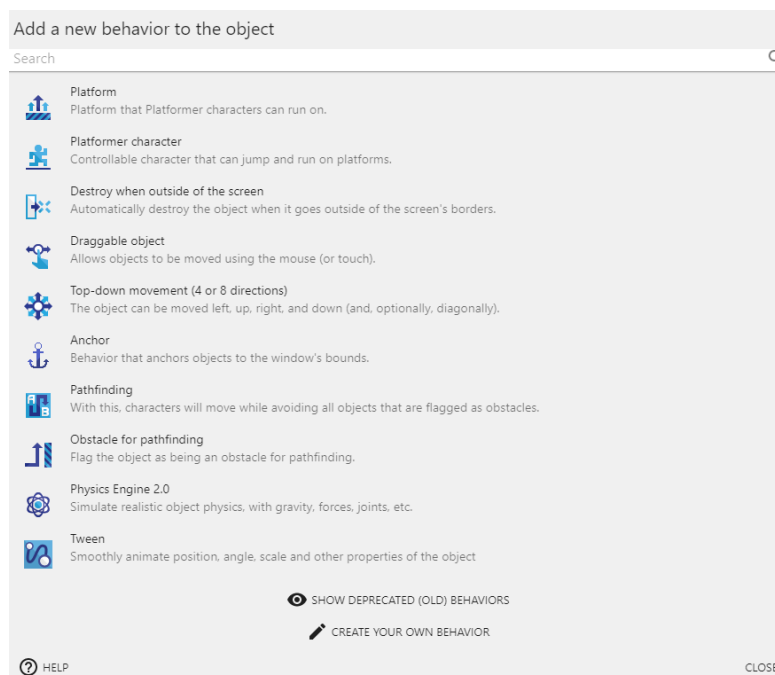 Add a new behavior to the object
Search
Platform
Platform that Platformer characters can run on.
Platformer character
Controllable character that can jump and run on platforms.
Destroy when outside of the screen
Automatically destroy the object when it goes outside of the screen's borders.
Draggable object
Allows objects to be moved using the mouse (or touch).
Top-down movement (4 or 8 directions)
The object can be moved left, up, right, and down (and, optionally, diagonally).
Anchor
Behavior that anchors objects to the window's bounds.
Pathfinding
With this, characters will move while avoiding all objects that are flagged as obstacles.
Obstacle for pathfinding
Flag the object as being an obstacle for pathfinding.
Physics Engine 2.0
Simulate realistic object physics, with gravity, forces, joints, etc.
Tween
Smoothly animate position, angle, scale and other properties of the object
SHOW DEPRECATED (OLD) BEHAVIORS
CREATE YOUR OWN BEHAVIOR
HELP
CLOSE